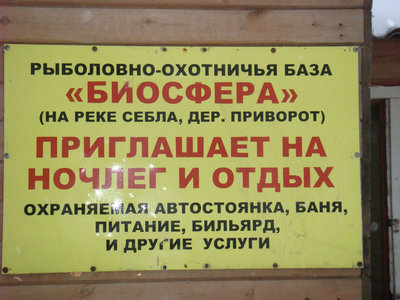 РЫБОЛОВНО-ОХОТНИЧЬЯ БАЗА
«БИОСФЕРА»
(НА РЕКЕ СЕБЛА, ДЕР. ПРИВОРОТ)
ПРИГЛАШАЕТ НА
НОЧЛЕГ И ОТДЫХ
ОХРАНЯЕМАЯ АВТОСТОЯНКА, БАНЯ,
ПИТАНИЕ, БИЛЬЯРД,
И ДРУГИЕ УСЛУГИ